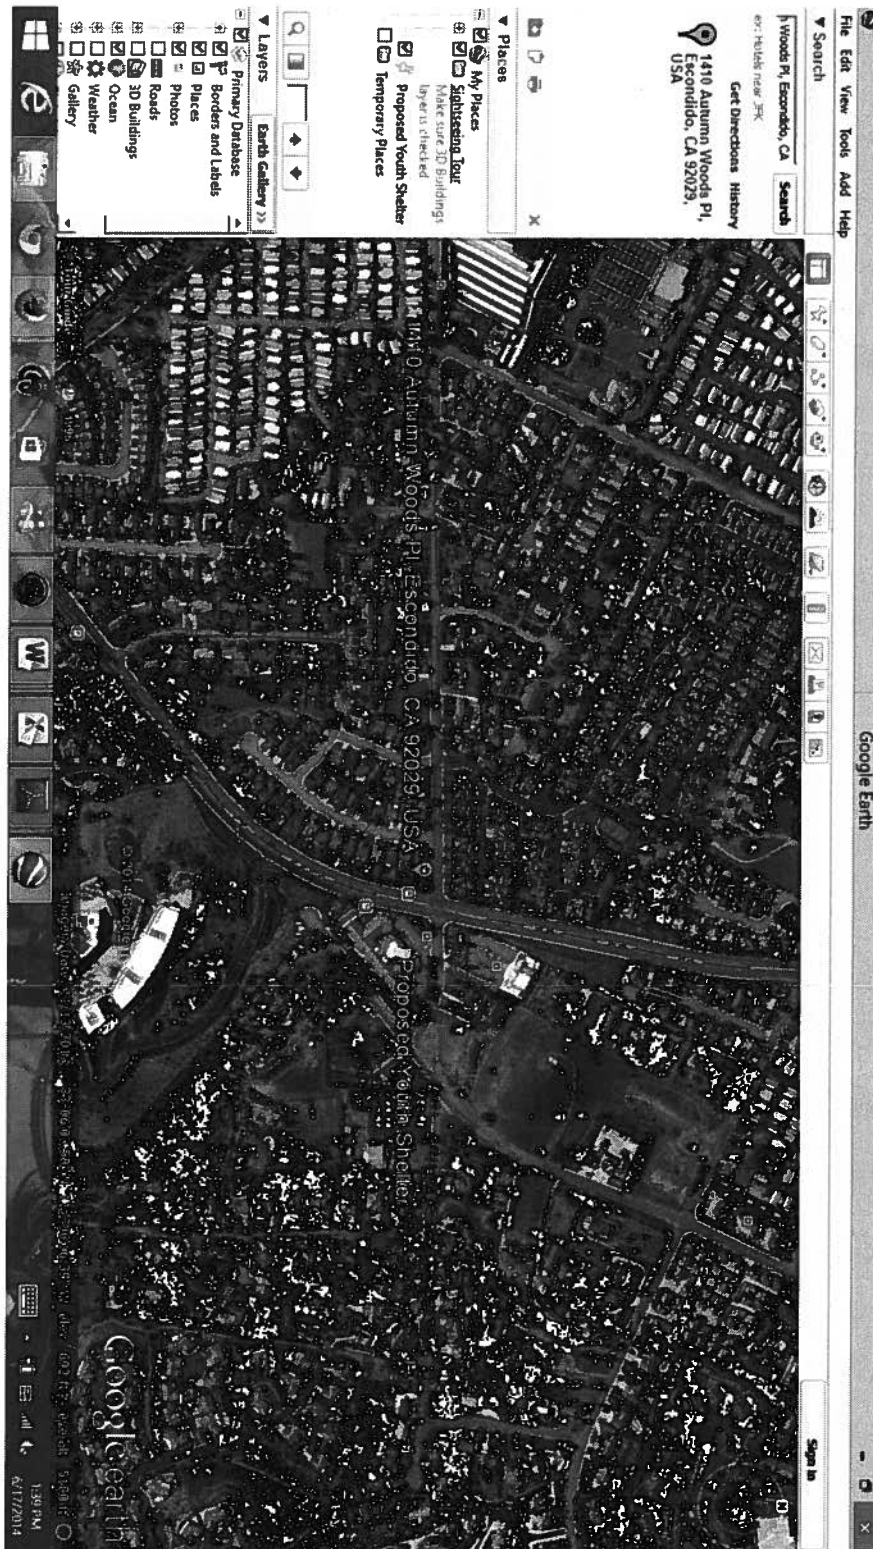 Google Earth
File Edit View Tools Add Help
▼ Search
Sign in
n Woods Pl, Escondido, CA
Search
ex: Hotels near JFK
Get Directions History
1410 Autumn Woods Pl,
Escondido, CA 92029,
USA
▼ Places
My Places
Sightseeing Tour
Make sure 3D Buildings
layer is checked
Proposed Youth Shelter
Temporary Places
▼ Layers
Earth Gallery >>
Primary Database
Borders and Labels
Places
Photos
Roads
3D Buildings
Ocean
Weather
Gallery
1410 Autumn Woods Pl, Escondido, CA 92029, USA
Proposed Youth Shelter
Google earth
1:39 PM
6/17/2014